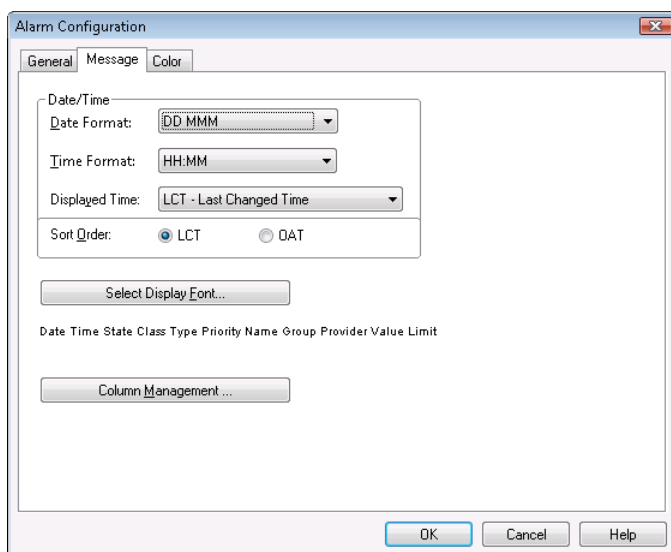 Alarm Configuration
General Message Color
Date/Time
Date Format: DD MMM
Time Format: HH:MM
Displayed Time: LCT - Last Changed Time
Sort Order: LCT OAT
Select Display Font...
Date Time State Class Type Priority Name Group Provider Value Limit
Column Management ...
OK Cancel Help